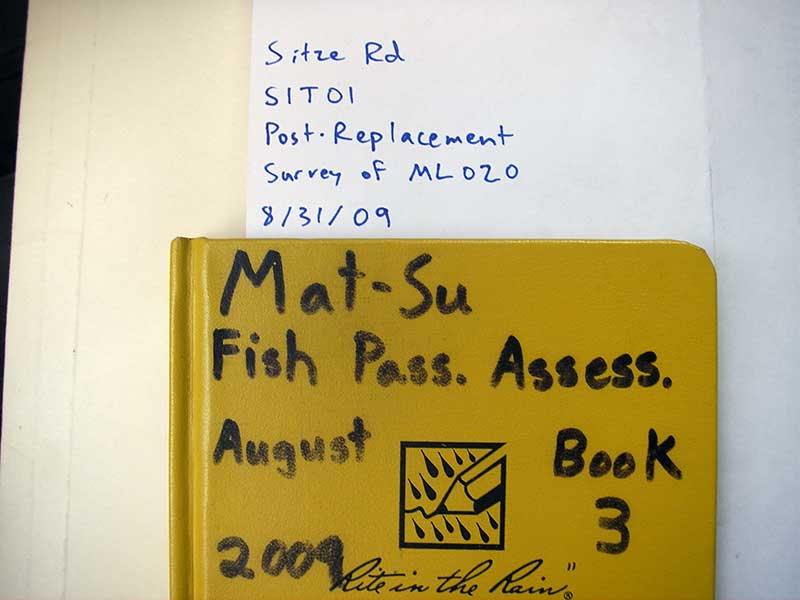 Sitze Rd
SIT01
Post-Replacement
Survey of ML020
8/31/09
Mat-Su
Fish Pass. Assess.
August
Book
3
2009
"Rite in the Rain"®